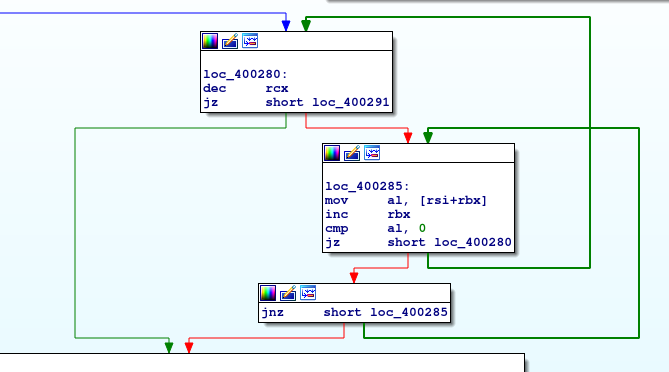 loc_400280:
dec rcx
jz short loc_400291
loc_400285:
mov al, [rsi+rbx]
inc rbx
cmp al, 0
jz short loc_400280
jnz short loc_400285